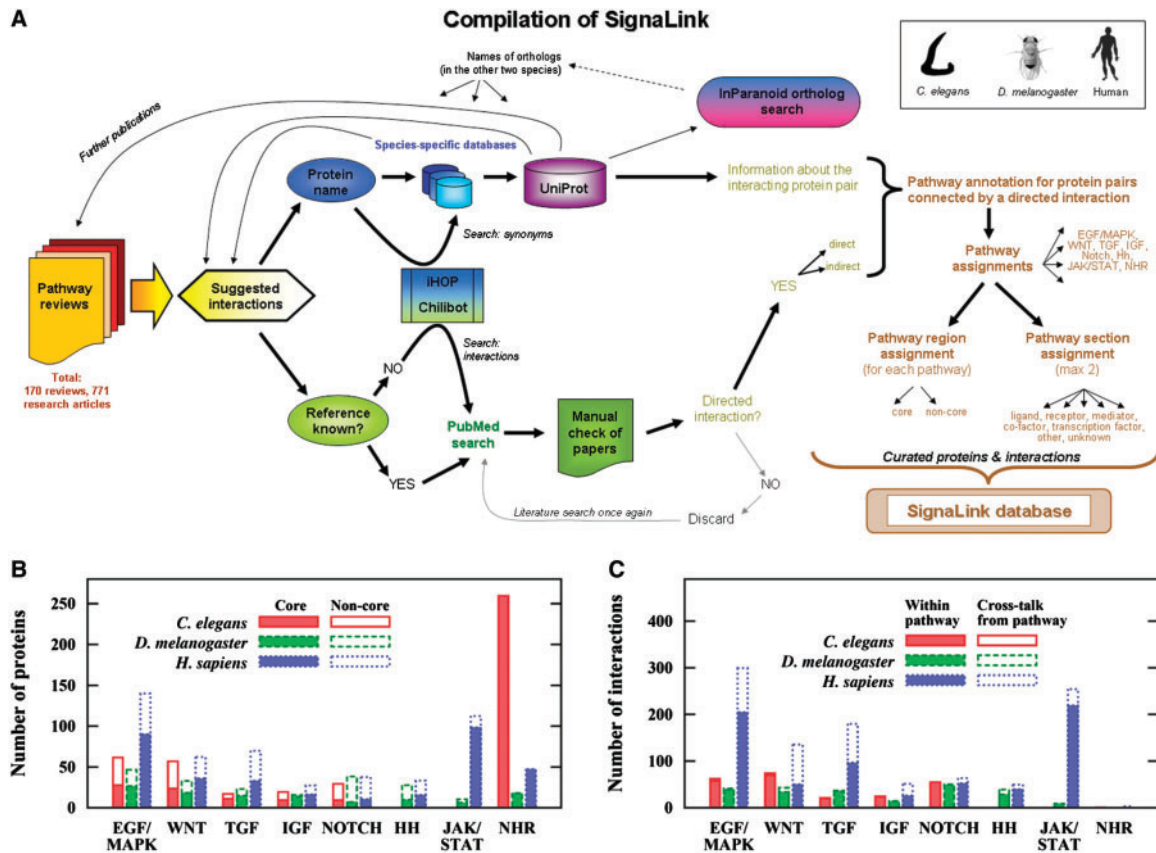 A
Compilation of SignaLink
Names of orthologs
(in the other two species)
InParanoid ortholog
search
C. elegans
D. melanogaster
Human
Further publications
Species-specific databases
Protein
name
UniProt
Information about the
interacting protein pair
Pathway annotation for protein pairs
connected by a directed interaction
Search: synonyms
direct
indirect
Pathway
assignments
EGF/MAPK,
WNT, TGF, IGF,
Notch, Hh,
JAK/STAT, NHR
Pathway
reviews
Suggested
interactions
iHOP
Chilibot
YES
Search:
interactions
Pathway region
assignment
(for each pathway)
Pathway section
assignment
(max 2)
NO
Total:
170 reviews, 771
research articles
Reference
known?
PubMed
search
Manual
check of
papers
Directed
interaction?
core
non-core
ligand, receptor, mediator,
co-factor, transcription factor,
other, unknown
Curated proteins & interactions
YES
NO
Literature search once again
Discard
SignaLink database
B
Number of proteins
250
200
150
100
50
0
Core
Non-core
C. elegans
D. melanogaster
H. sapiens
EGF/
MAPK
WNT
TGF
IGF
NOTCH
HH
JAK/
STAT
NHR
C
Number of interactions
400
300
200
100
0
Within
pathway
Cross-talk
from pathway
C. elegans
D. melanogaster
H. sapiens
EGF/
MAPK
WNT
TGF
IGF
NOTCH
HH
JAK/
STAT
NHR